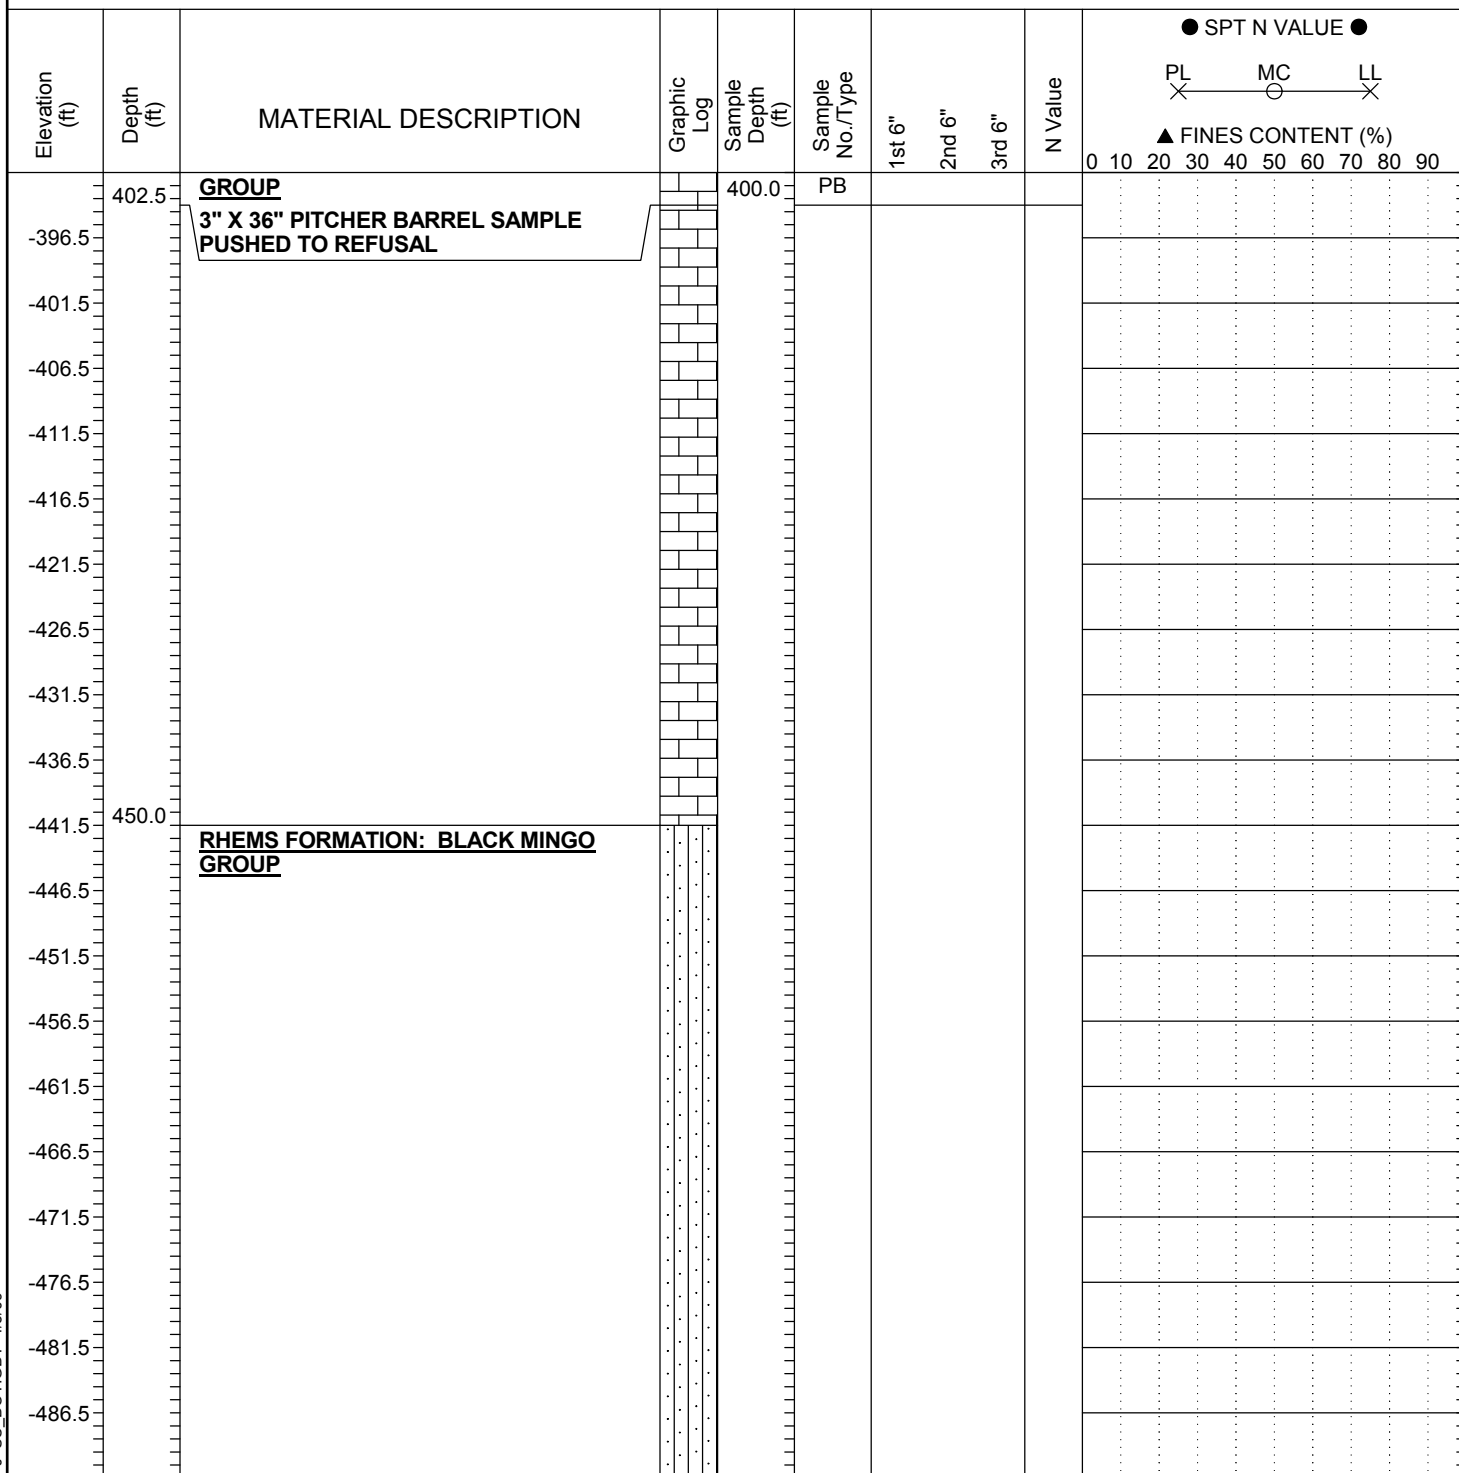 ● SPT N VALUE ●
PL MC LL
▲ FINES CONTENT (%)
0 10 20 30 40 50 60 70 80 90
Elevation (ft)
Depth (ft)
MATERIAL DESCRIPTION
Graphic Log
Sample Depth (ft)
Sample No./Type
1st 6"
2nd 6"
3rd 6"
N Value
402.5
GROUP
400.0
PB
3" X 36" PITCHER BARREL SAMPLE
PUSHED TO REFUSAL
-396.5
-401.5
-406.5
-411.5
-416.5
-421.5
-426.5
-431.5
-436.5
450.0
-441.5
RHEMS FORMATION: BLACK MINGO
GROUP
-446.5
-451.5
-456.5
-461.5
-466.5
-471.5
-476.5
-481.5
-486.5